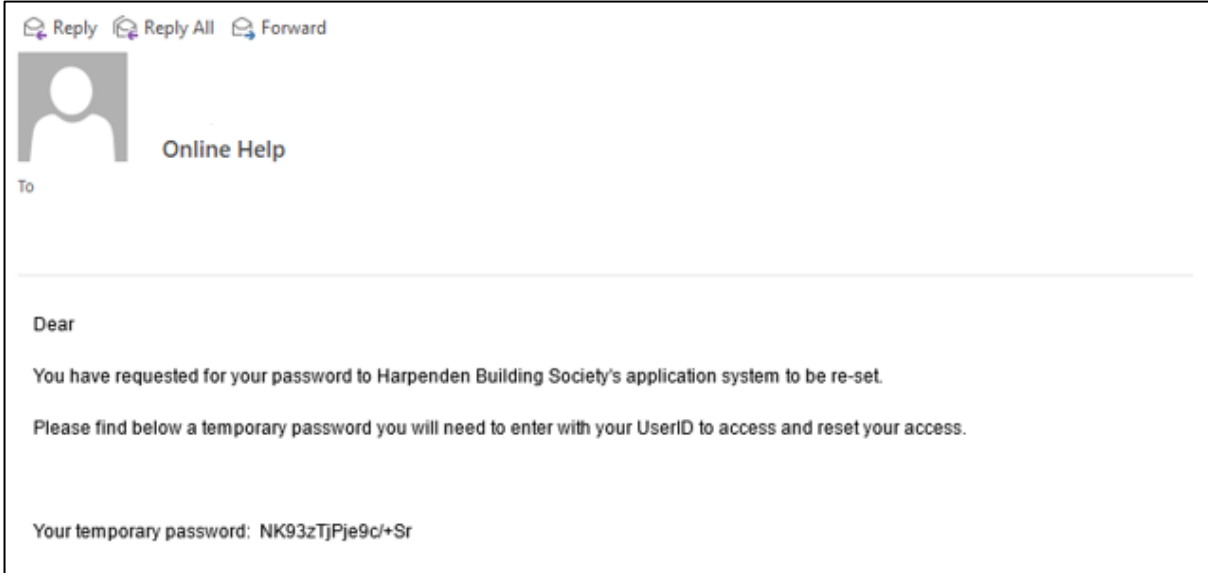 Reply Reply All Forward
Online Help
To
Dear
You have requested for your password to Harpenden Building Society's application system to be re-set.
Please find below a temporary password you will need to enter with your UserID to access and reset your access.
Your temporary password: NK93zTjPje9c/+Sr